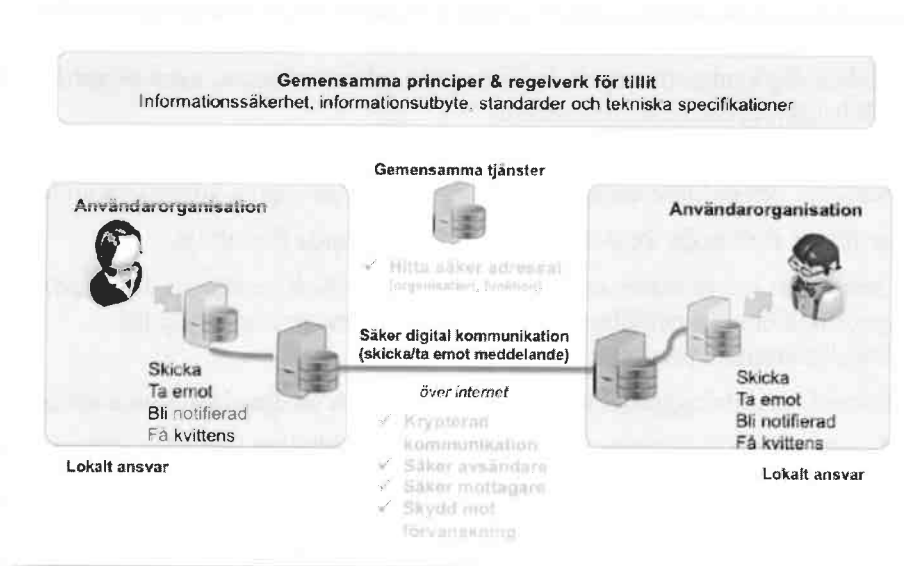 Gemensamma principer & regelverk för tillit
Informationssäkerhet, informationsutbyte, standarder och tekniska specifikationer
Gemensamma tjänster
✓ Hitta säker adressat
(organisation, funktion)
Användarorganisation
Skicka
Ta emot
Bli notifierad
Få kvittens
Lokalt ansvar
Säker digital kommunikation
(skicka/ta emot meddelande)
över internet
✓ Krypterad
kommunikation
✓ Säker avsändare
✓ Säker mottagare
✓ Skydd mot
förvanskning
Användarorganisation
Skicka
Ta emot
Bli notifierad
Få kvittens
Lokalt ansvar